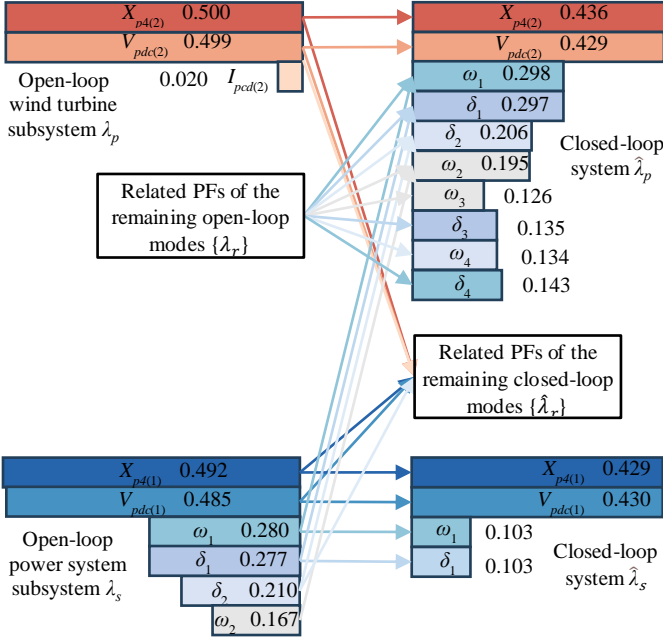 X_p4(2) 0.500
V_pdc(2) 0.499
0.020 I_pcd(2)
Open-loop
wind turbine
subsystem λ_p
X_p4(2) 0.436
V_pdc(2) 0.429
ω_1 0.298
δ_1 0.297
δ_2 0.206
ω_2 0.195
ω_3 0.126
δ_3 0.135
ω_4 0.134
δ_4 0.143
Closed-loop
system λ̂_p
Related PFs of the
remaining open-loop
modes {λ_r}
Related PFs of the
remaining closed-loop
modes {λ̂_r}
X_p4(1) 0.492
V_pdc(1) 0.485
ω_1 0.280
δ_1 0.277
δ_2 0.210
ω_2 0.167
Open-loop
power system
subsystem λ_s
X_p4(1) 0.429
V_pdc(1) 0.430
ω_1 0.103
δ_1 0.103
Closed-loop
system λ̂_s